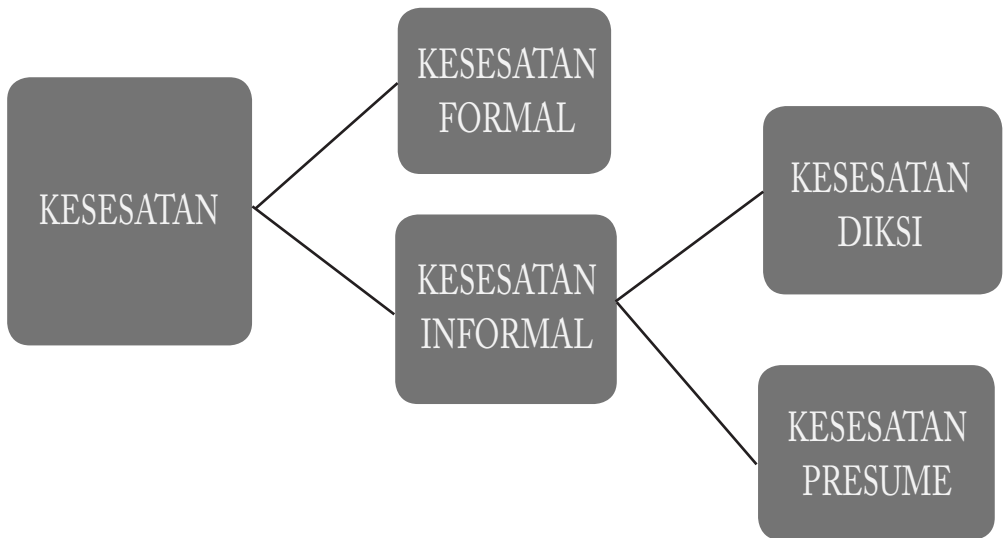 KESESATAN
KESESATAN
FORMAL
KESESATAN
INFORMAL
KESESATAN
DIKSI
KESESATAN
PRESUME